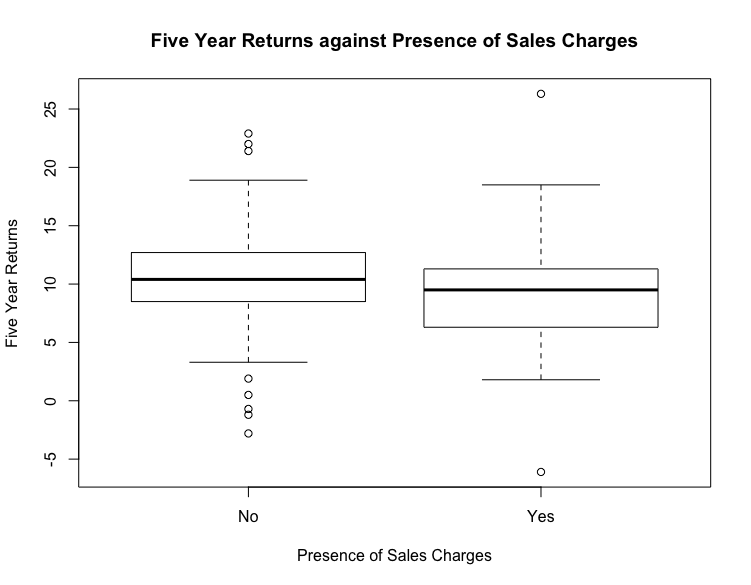 Five Year Returns against Presence of Sales Charges
Five Year Returns
25
20
15
10
5
0
-5
No Yes
Presence of Sales Charges